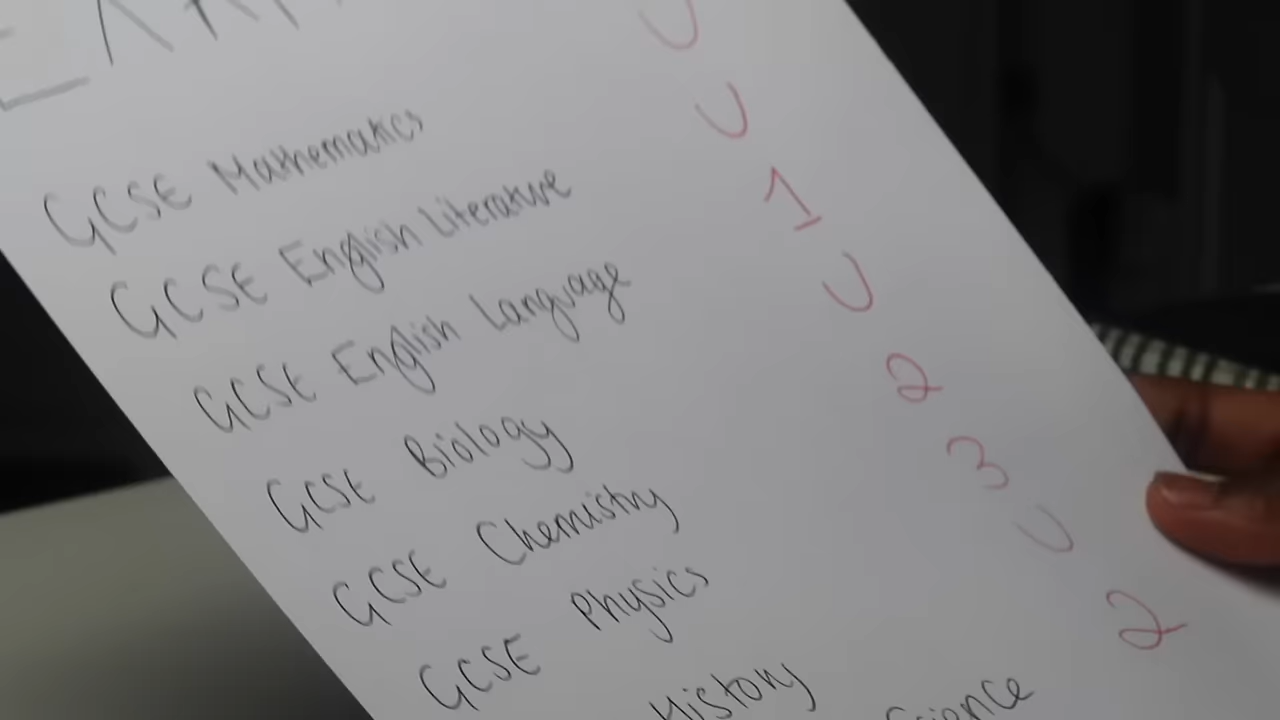 GCSE Mathematics U
GCSE English Literature U
GCSE English Language 1
GCSE Biology U
GCSE Chemistry 2
GCSE Physics 3
History U
Science 2